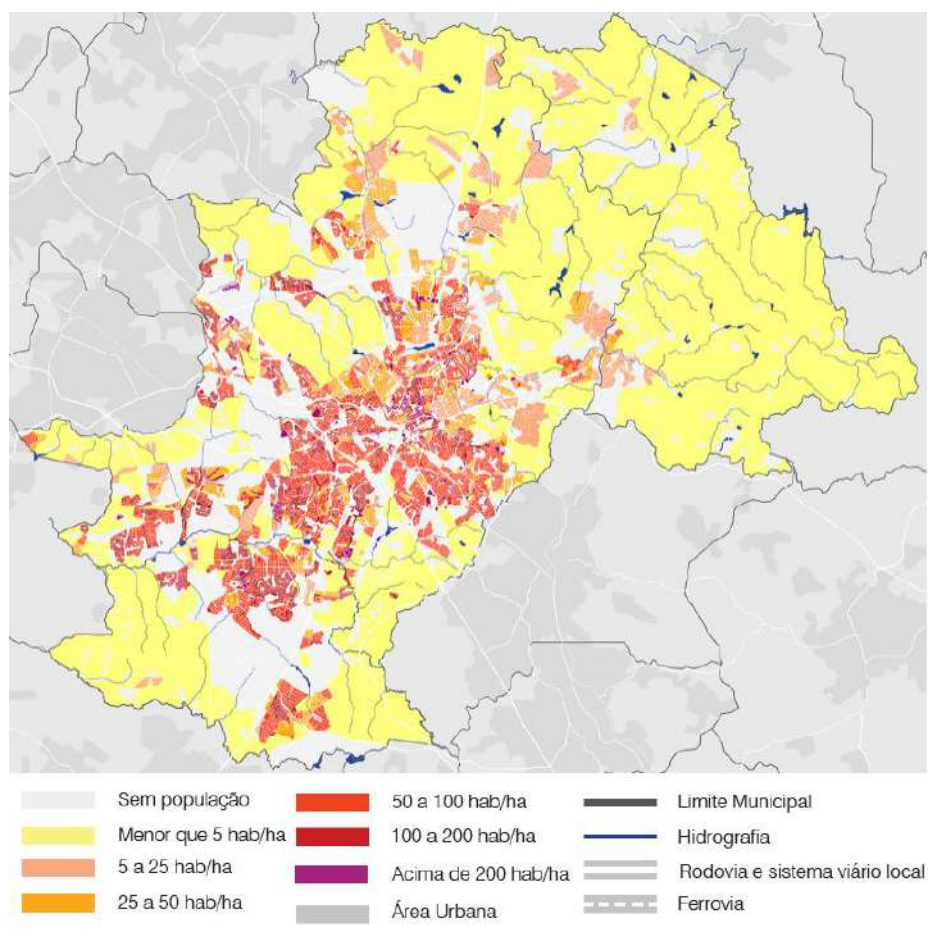 Sem população
Menor que 5 hab/ha
5 a 25 hab/ha
25 a 50 hab/ha
50 a 100 hab/ha
100 a 200 hab/ha
Acima de 200 hab/ha
Área Urbana
Limite Municipal
Hidrografia
Rodovia e sistema viário local
Ferrovia